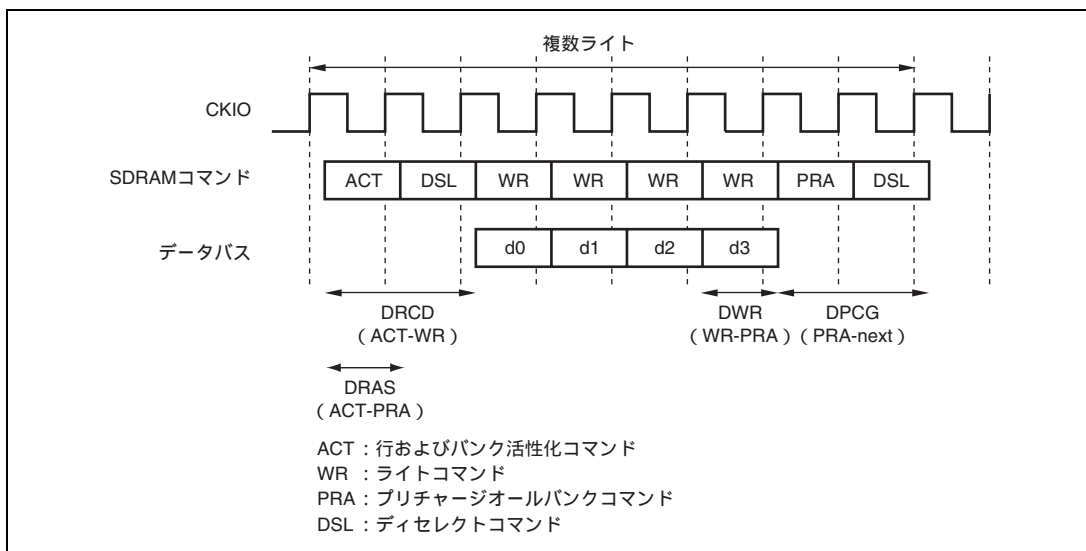 複数ライト
CKIO
SDRAMコマンド
ACT DSL WR WR WR WR PRA DSL
データバス
d0 d1 d2 d3
DRCD
（ACT-WR）
DWR
（WR-PRA）
DPCG
（PRA-next）
DRAS
（ACT-PRA）
ACT：行およびバンク活性化コマンド
WR ：ライトコマンド
PRA：プリチャージオールバンクコマンド
DSL：ディセレクトコマンド